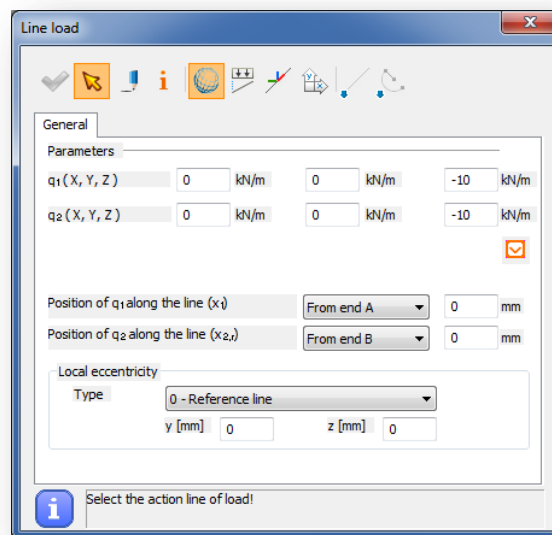 Line load
General
Parameters
q1 (X, Y, Z) 0 kN/m 0 kN/m -10 kN/m
q2 (X, Y, Z) 0 kN/m 0 kN/m -10 kN/m
Position of q1 along the line (x1) From end A 0 mm
Position of q2 along the line (x2,r) From end B 0 mm
Local eccentricity
Type 0 - Reference line
y [mm] 0 z [mm] 0
Select the action line of load!